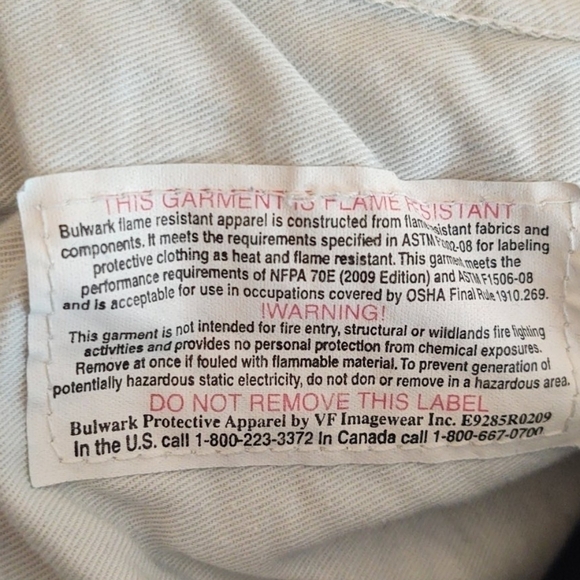 THIS GARMENT IS FLAME RESISTANT
Bulwark flame resistant apparel is constructed from flame resistant fabrics and
components. It meets the requirements specified in ASTM F1002-08 for labeling
protective clothing as heat and flame resistant. This garment meets the
performance requirements of NFPA 70E (2009 Edition) and ASTM F1506-08
and is acceptable for use in occupations covered by OSHA Final Rule 1910.269.
!WARNING!
This garment is not intended for fire entry, structural or wildlands fire fighting
activities and provides no personal protection from chemical exposures.
Remove at once if fouled with flammable material. To prevent generation of
potentially hazardous static electricity, do not don or remove in a hazardous area.
DO NOT REMOVE THIS LABEL
Bulwark Protective Apparel by VF Imagewear Inc. E9285R0209
In the U.S. call 1-800-223-3372 In Canada call 1-800-667-0700